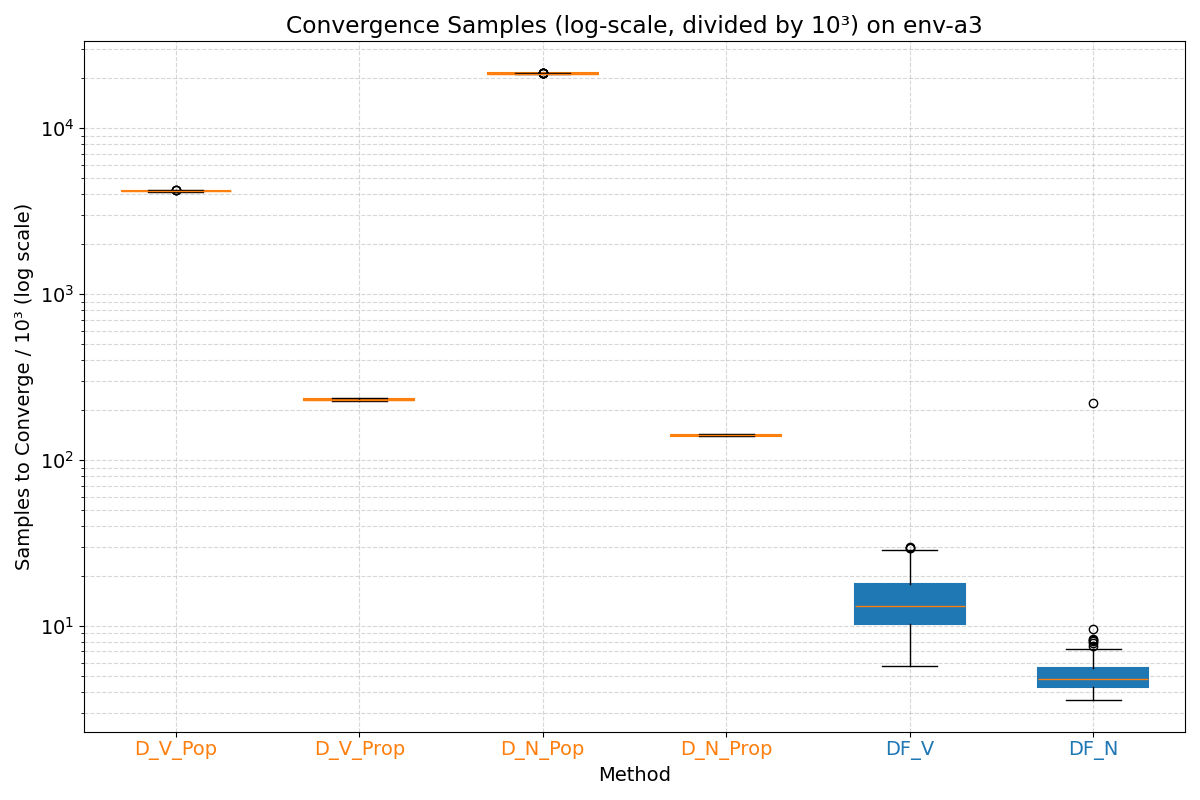 Convergence Samples (log-scale, divided by 10³) on env-a3
Samples to Converge / 10³ (log scale)
10⁴
10³
10²
10¹
D_V_Pop
D_V_Prop
D_N_Pop
D_N_Prop
DF_V
DF_N
Method